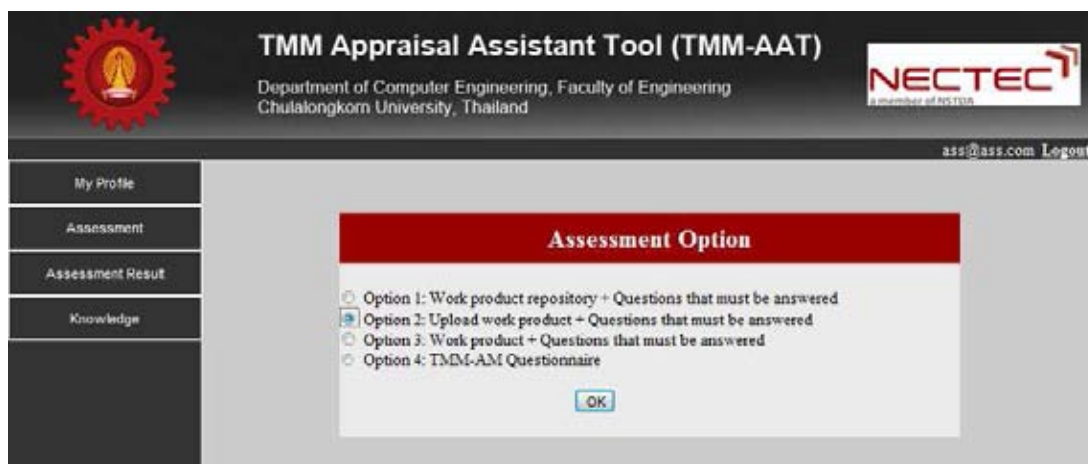 TMM Appraisal Assistant Tool (TMM-AAT)
Department of Computer Engineering, Faculty of Engineering
Chulalongkorn University, Thailand
NECTEC
a member of NSTDA
ass@ass.com Logout
My Profile
Assessment
Assessment Result
Knowledge
Assessment Option
Option 1: Work product repository + Questions that must be answered
Option 2: Upload work product + Questions that must be answered
Option 3: Work product + Questions that must be answered
Option 4: TMM-AM Questionnaire
OK